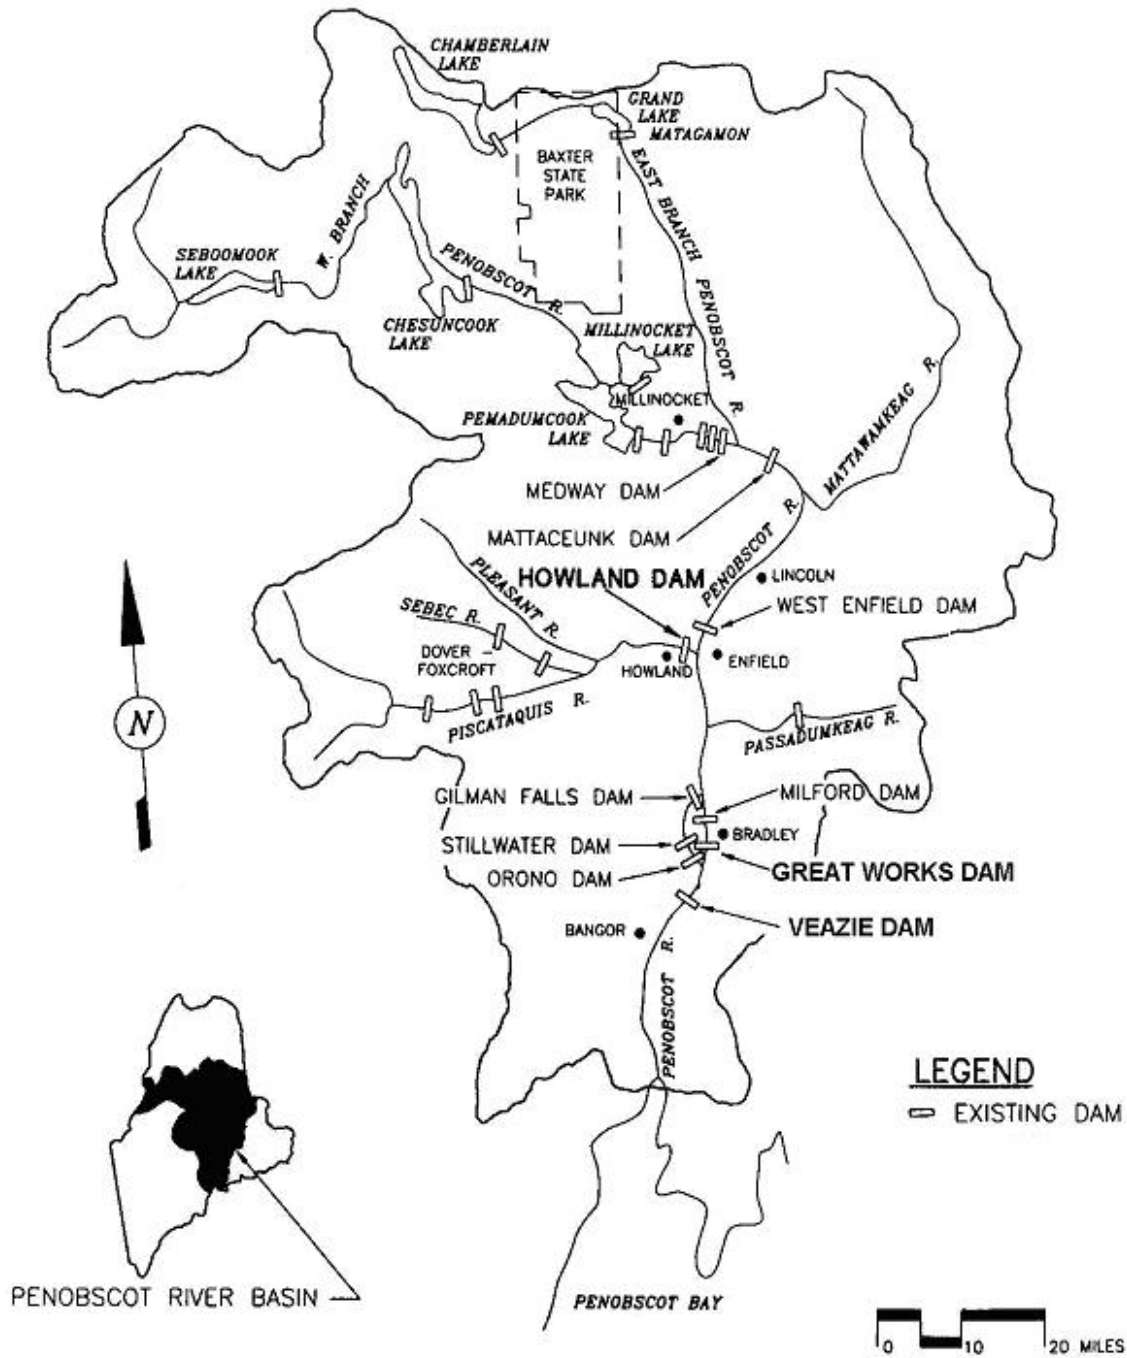 CHAMBERLAIN
LAKE
GRAND
LAKE
MATAGAMON
BAXTER
STATE
PARK
EAST BRANCH PENOBSCOT R.
W. BRANCH
SEBOOMOOK
LAKE
PENOBSCOT R.
CHESUNCOOK
LAKE
MILLINOCKET
LAKE
MILLINOCKET
PEMADUMCOOK
LAKE
MATTAWAMKEAG R.
MEDWAY DAM
MATTACEUNK DAM
PENOBSCOT R.
HOWLAND DAM
LINCOLN
PLEASANT R.
WEST ENFIELD DAM
SEBEC R.
DOVER –
FOXCROFT
HOWLAND
ENFIELD
PISCATAQUIS R.
PASSADUMKEAG R.
N
GILMAN FALLS DAM
MILFORD DAM
BRADLEY
STILLWATER DAM
GREAT WORKS DAM
ORONO DAM
VEAZIE DAM
BANGOR
PENOBSCOT R.
LEGEND
EXISTING DAM
PENOBSCOT RIVER BASIN
PENOBSCOT BAY
0 10 20 MILES